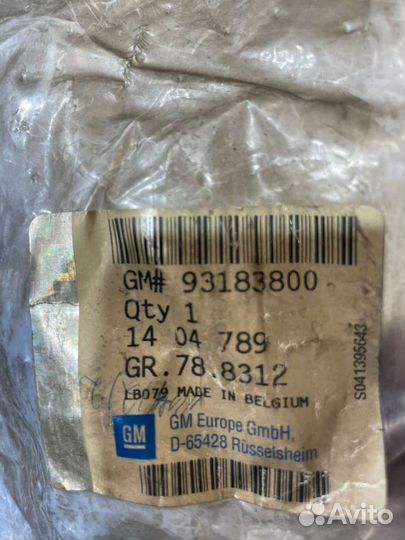 GM# 93183800
Qty 1
14 04 789
GR.78.8312
LB079 MADE IN BELGIUM
GM
GM Europe GmbH,
D-65428 Rüsselsheim
S041395643
Avito